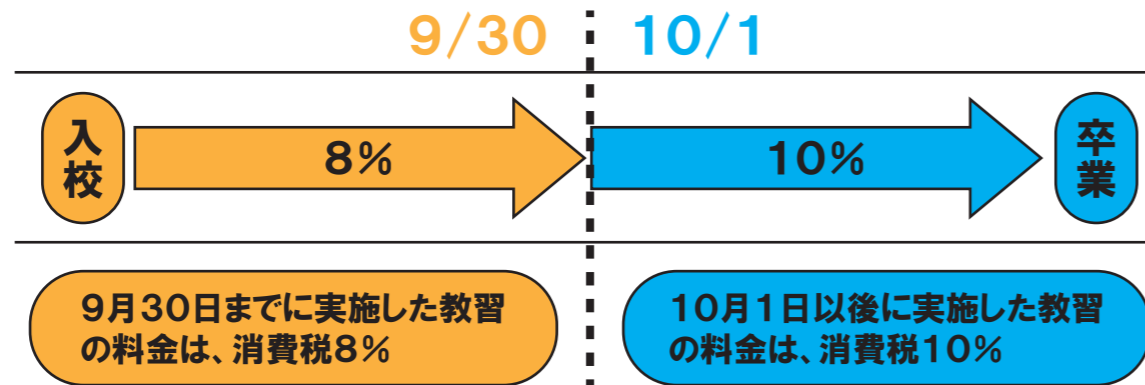 9/30
10/1
入校
8%
10%
卒業
9月30日までに実施した教習
の料金は、消費税8%
10月1日以後に実施した教習
の料金は、消費税10%